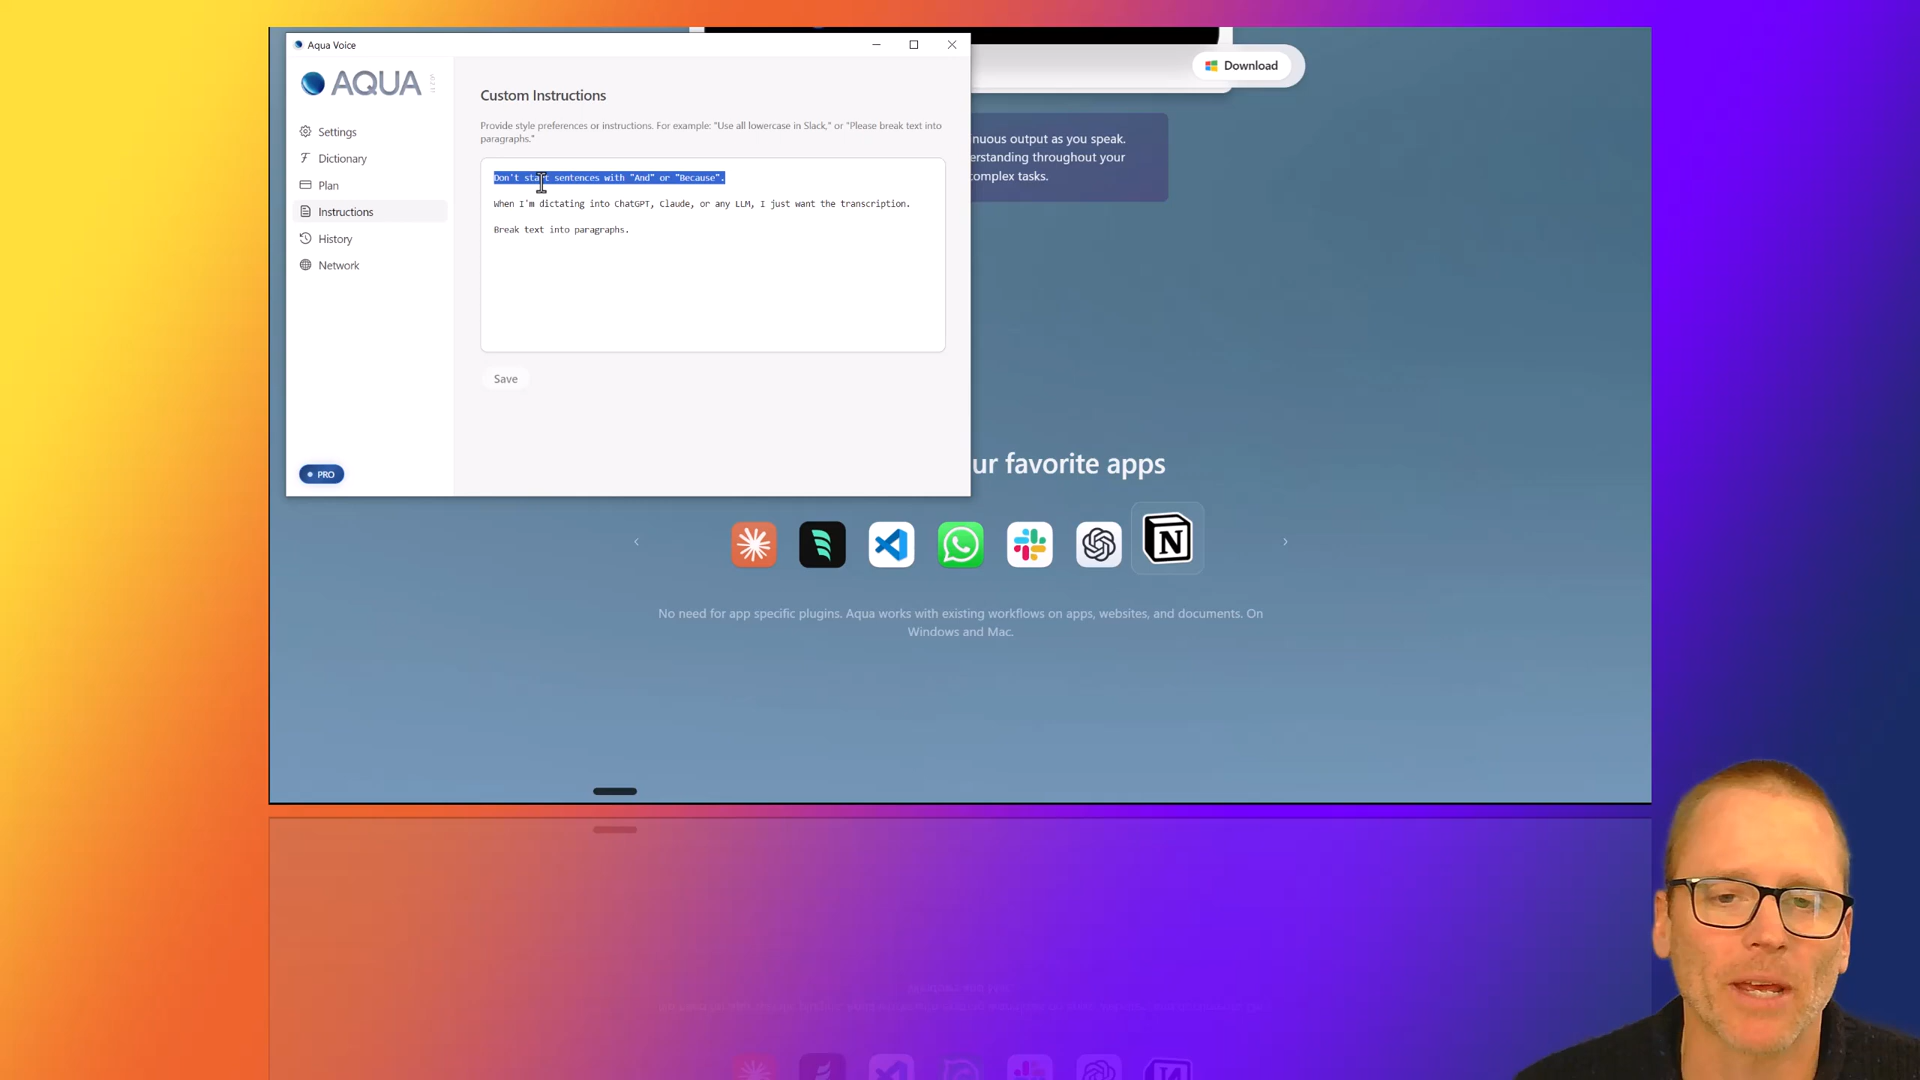 Aqua Voice
AQUA
Settings
Dictionary
Plan
Instructions
History
Network
PRO
Custom Instructions
Provide style preferences or instructions. For example: "Use all lowercase in Slack," or "Please break text into
paragraphs."
Don't start sentences with "And" or "Because".
When I'm dictating into ChatGPT, Claude, or any LLM, I just want the transcription.
Break text into paragraphs.
Save
Download
nuous output as you speak.
erstanding throughout your
complex tasks.
ur favorite apps
N
No need for app specific plugins. Aqua works with existing workflows on apps, websites, and documents. On
Windows and Mac.